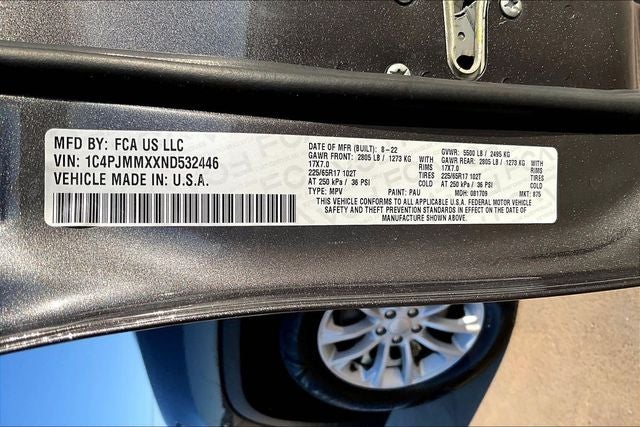 MFD BY: FCA US LLC
VIN: 1C4PJMMXXND532446
VEHICLE MADE IN: U.S.A.
DATE OF MFR (BUILT): 8-22 GVWR: 5500 LB / 2495 KG
GAWR FRONT: 2805 LB / 1273 KG WITH GAWR REAR: 2805 LB / 1273 KG WITH
17X7.0 RIMS 17X7.0 RIMS
225/65R17 102T TIRES 225/65R17 102T TIRES
AT 250 kPa / 36 PSI COLD AT 250 kPa / 36 PSI COLD
TYPE: MPV PAINT: PAU MDH: 081709 MKT: 875
THIS VEHICLE CONFORMS TO ALL U.S.A. FEDERAL MOTOR VEHICLE
SAFETY AND THEFT PREVENTION STANDARDS IN EFFECT ON THE DATE OF
MANUFACTURE SHOWN ABOVE.